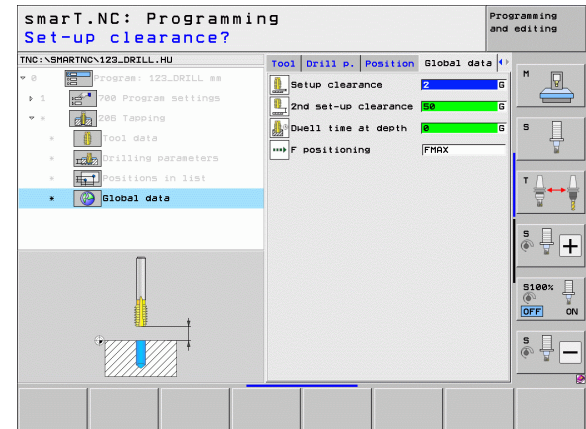 smarT.NC: Programming
Set-up clearance?
Programming
and editing
TNC:\SMARTNC\123_DRILL.HU
0 Program: 123_DRILL mm
1 700 Program settings
* 206 Tapping
* Tool data
* Drilling parameters
* Positions in list
* Global data
Tool Drill p. Position Global data
Setup clearance 2 G
2nd set-up clearance 50 G
Dwell time at depth 0 G
F positioning FMAX
M
S
T
S
S100%
OFF ON
S